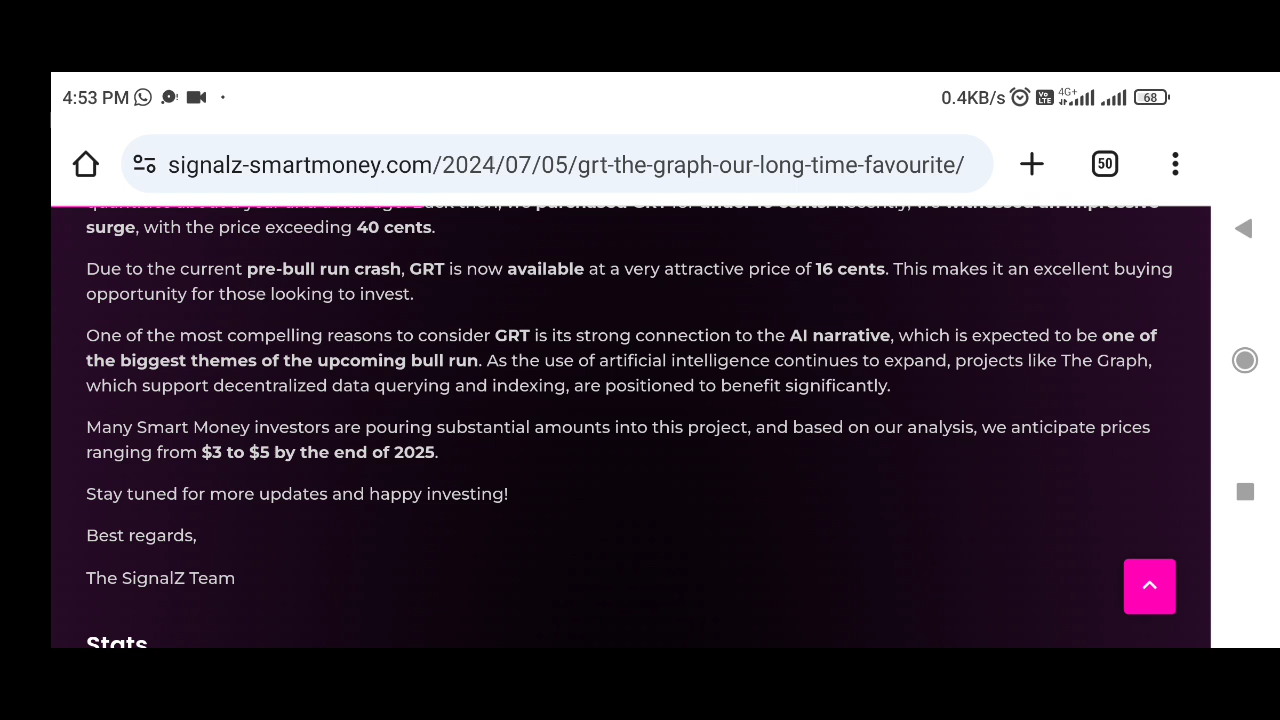 4:53 PM
0.4KB/s Vo LTE 4G+ 68
signalz-smartmoney.com/2024/07/05/grt-the-graph-our-long-time-favourite/ 50
surge, with the price exceeding 40 cents.
Due to the current pre-bull run crash, GRT is now available at a very attractive price of 16 cents. This makes it an excellent buying
opportunity for those looking to invest.
One of the most compelling reasons to consider GRT is its strong connection to the AI narrative, which is expected to be one of
the biggest themes of the upcoming bull run. As the use of artificial intelligence continues to expand, projects like The Graph,
which support decentralized data querying and indexing, are positioned to benefit significantly.
Many Smart Money investors are pouring substantial amounts into this project, and based on our analysis, we anticipate prices
ranging from $3 to $5 by the end of 2025.
Stay tuned for more updates and happy investing!
Best regards,
The SignalZ Team
Stats